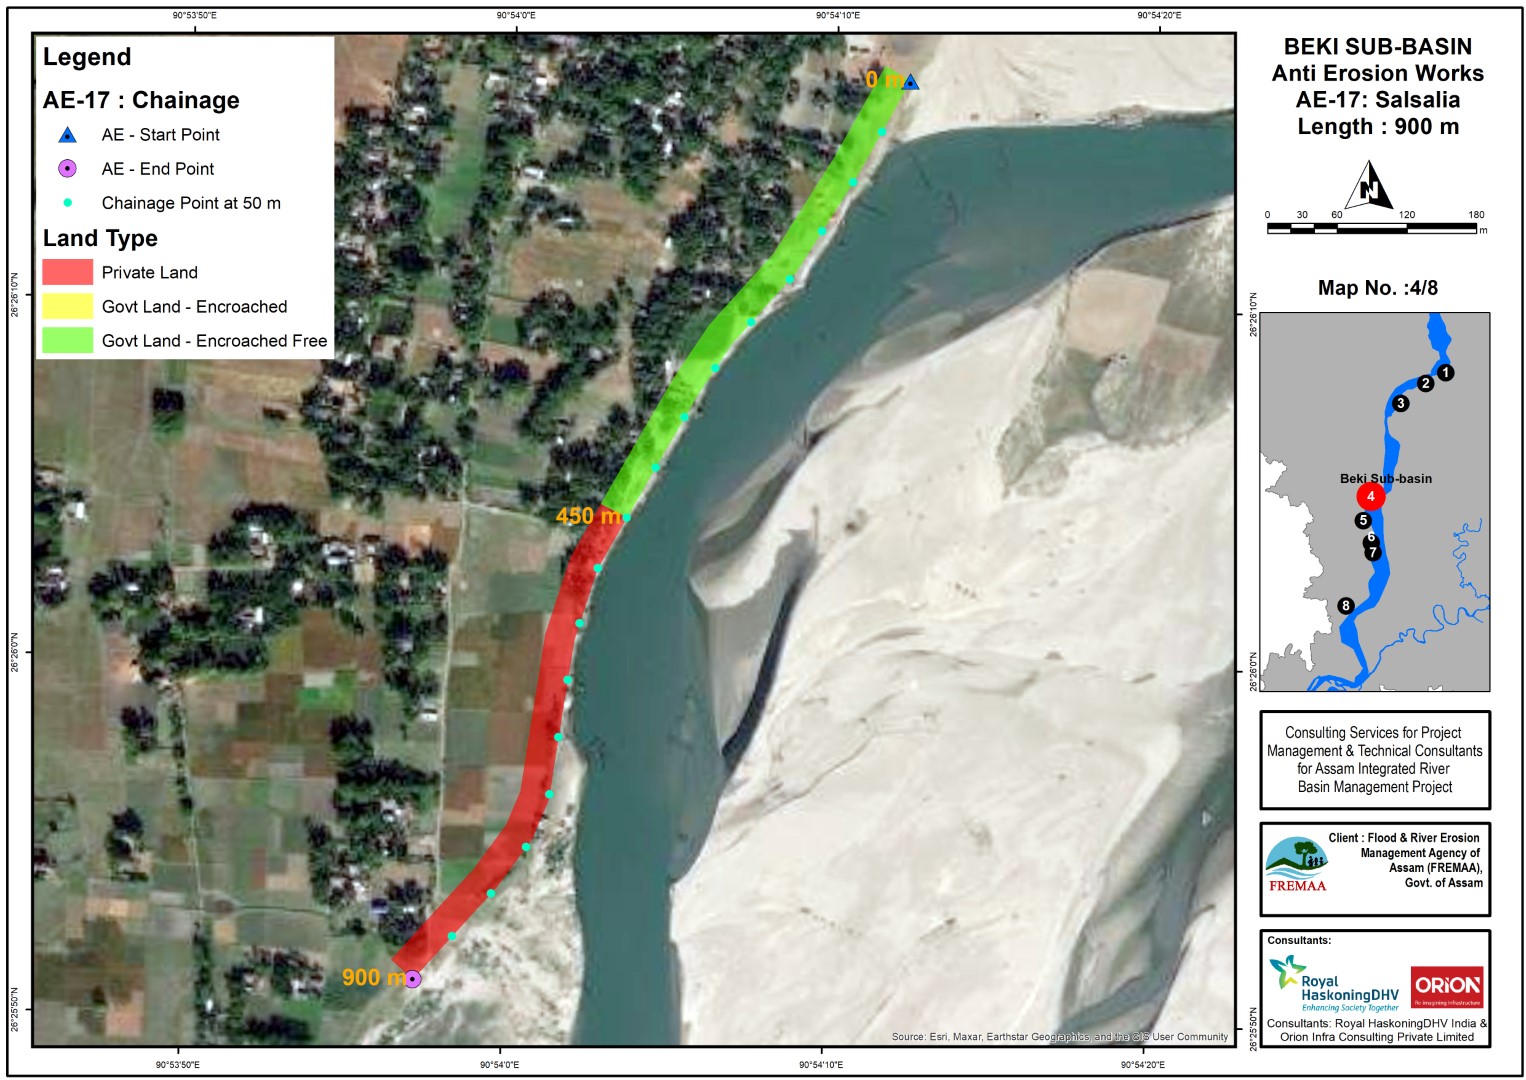 90°53'50"E
90°54'0"E
90°54'10"E
90°54'20"E
Legend
AE-17 : Chainage
AE - Start Point
AE - End Point
Chainage Point at 50 m
Land Type
Private Land
Govt Land - Encroached
Govt Land - Encroached Free
0 m
450 m
900 m
26°26'10"N
26°26'0"N
26°25'50"N
26°26'10"N
26°26'0"N
26°25'50"N
Source: Esri, Maxar, Earthstar Geographics, and the GIS User Community
90°53'50"E
90°54'0"E
90°54'10"E
90°54'20"E
BEKI SUB-BASIN
Anti Erosion Works
AE-17: Salsalia
Length : 900 m
N
0 30 60 120 180
m
Map No. :4/8
1
2
3
Beki Sub-basin
4
5
6
7
8
Consulting Services for Project
Management & Technical Consultants
for Assam Integrated River
Basin Management Project
Client : Flood & River Erosion
Management Agency of
Assam (FREMAA),
Govt. of Assam
FREMAA
Consultants:
Royal
HaskoningDHV
Enhancing Society Together
ORiON
Re-imagining Infrastructure
Consultants: Royal HaskoningDHV India &
Orion Infra Consulting Private Limited